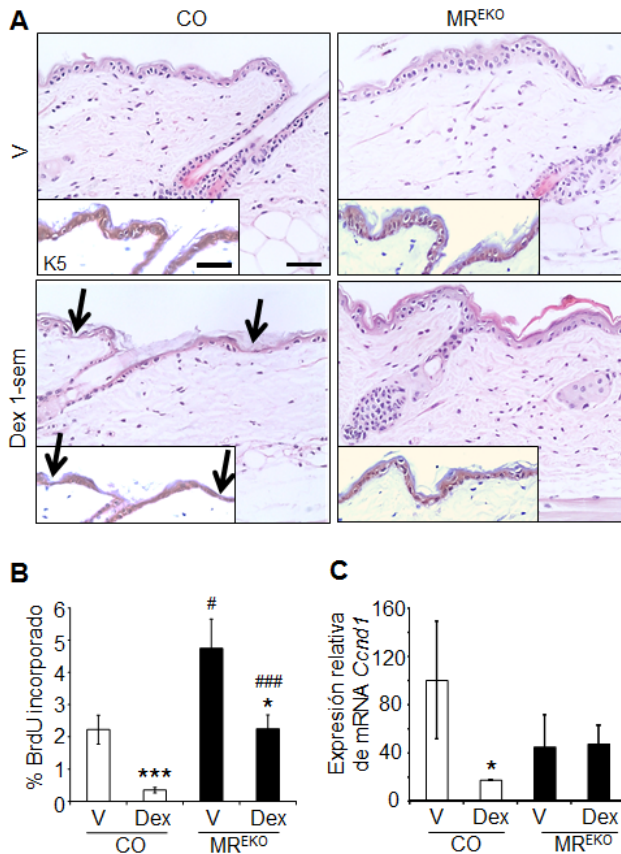 A
CO
MR^EKO
V
K5
Dex 1-sem
B
% BrdU incorporado
6
5
4
3
2
1
0
***
#
###
*
V
Dex
V
Dex
CO
MR^EKO
C
Expresión relativa
de mRNA Ccnd1
160
120
80
40
0
*
V
Dex
V
Dex
CO
MR^EKO